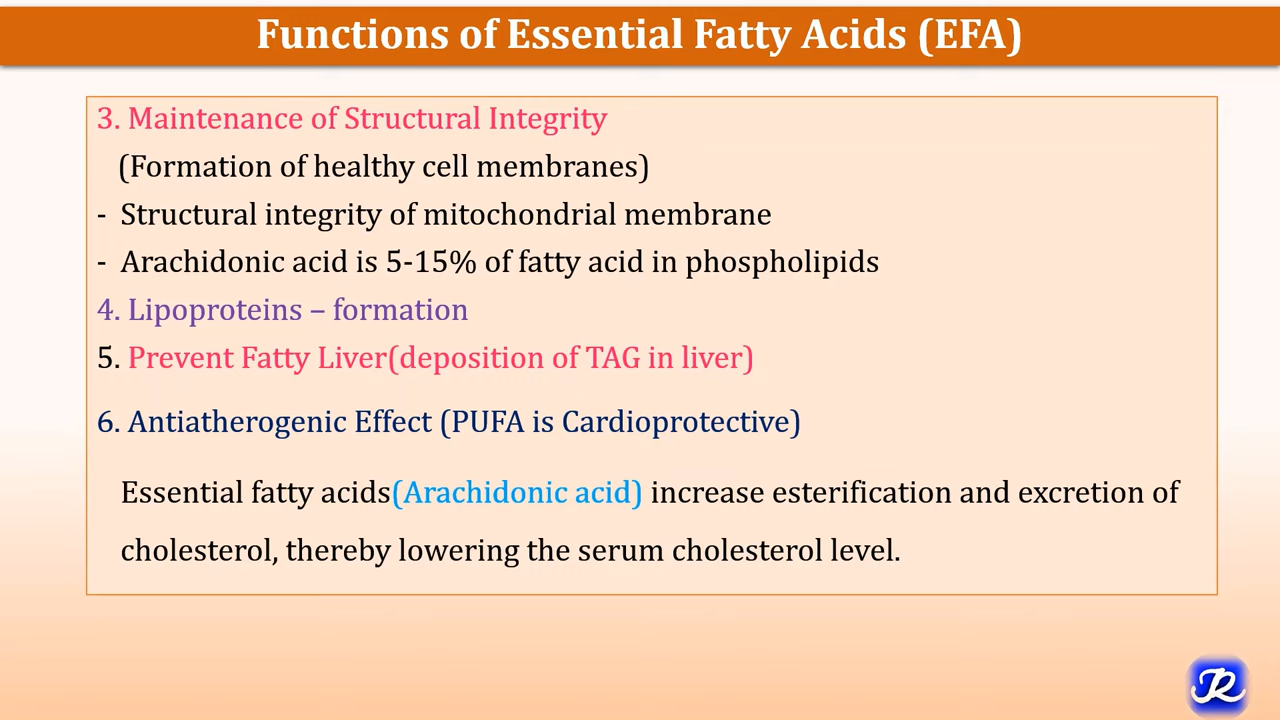 Functions of Essential Fatty Acids (EFA)
3. Maintenance of Structural Integrity
(Formation of healthy cell membranes)
- Structural integrity of mitochondrial membrane
- Arachidonic acid is 5-15% of fatty acid in phospholipids
4. Lipoproteins – formation
5. Prevent Fatty Liver(deposition of TAG in liver)
6. Antiatherogenic Effect (PUFA is Cardioprotective)
Essential fatty acids(Arachidonic acid) increase esterification and excretion of
cholesterol, thereby lowering the serum cholesterol level.
JR